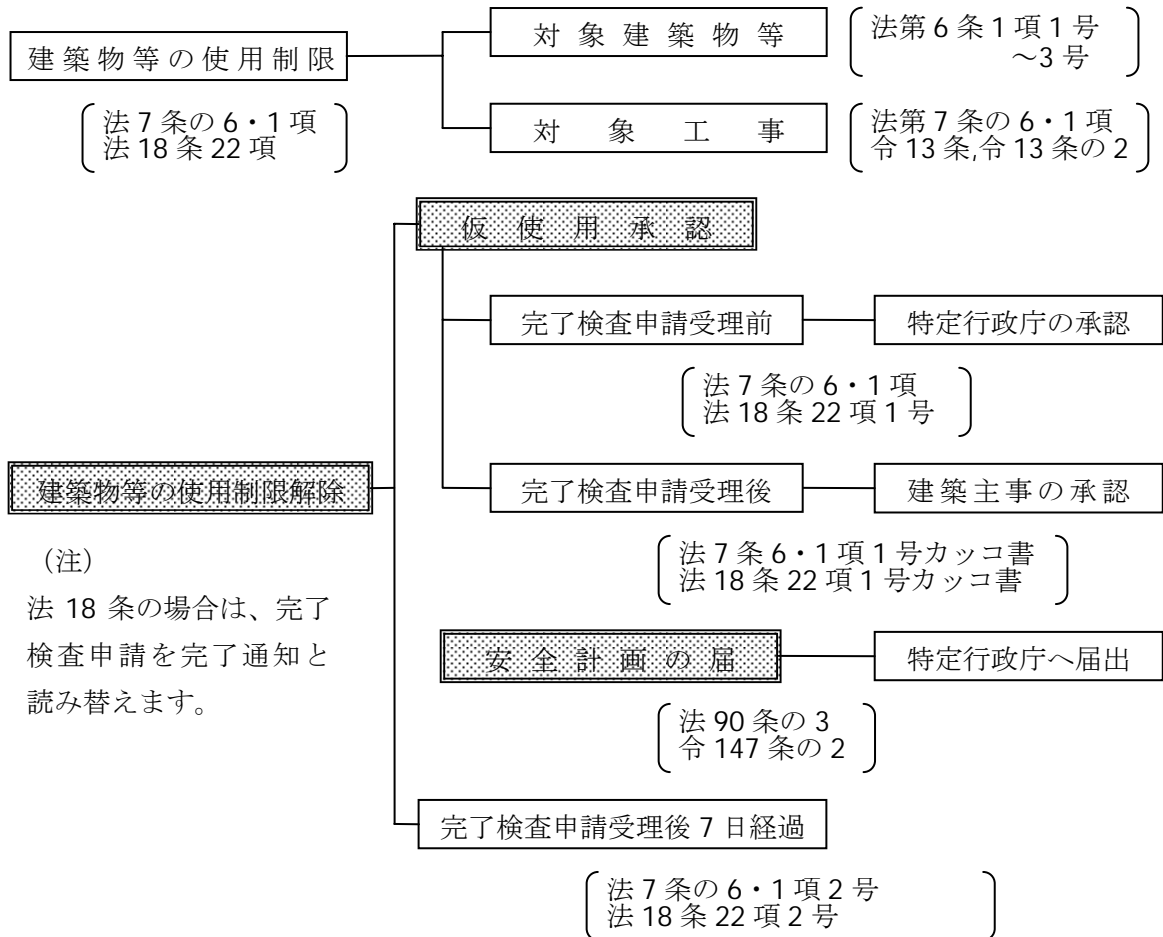 対象建築物等
法第6条1項1号
～3号
建築物等の使用制限
法7条の6・1項
法18条22項
対象工事
法第7条の6・1項
令13条,令13条の2
仮使用承認
完了検査申請受理前
特定行政庁の承認
法7条の6・1項
法18条22項1号
建築物等の使用制限解除
完了検査申請受理後
建築主事の承認
法7条6・1項1号カッコ書
法18条22項1号カッコ書
（注）
法18条の場合は、完了
検査申請を完了通知と
読み替えます。
安全計画の届
特定行政庁へ届出
法90条の3
令147条の2
完了検査申請受理後7日経過
法7条の6・1項2号
法18条22項2号